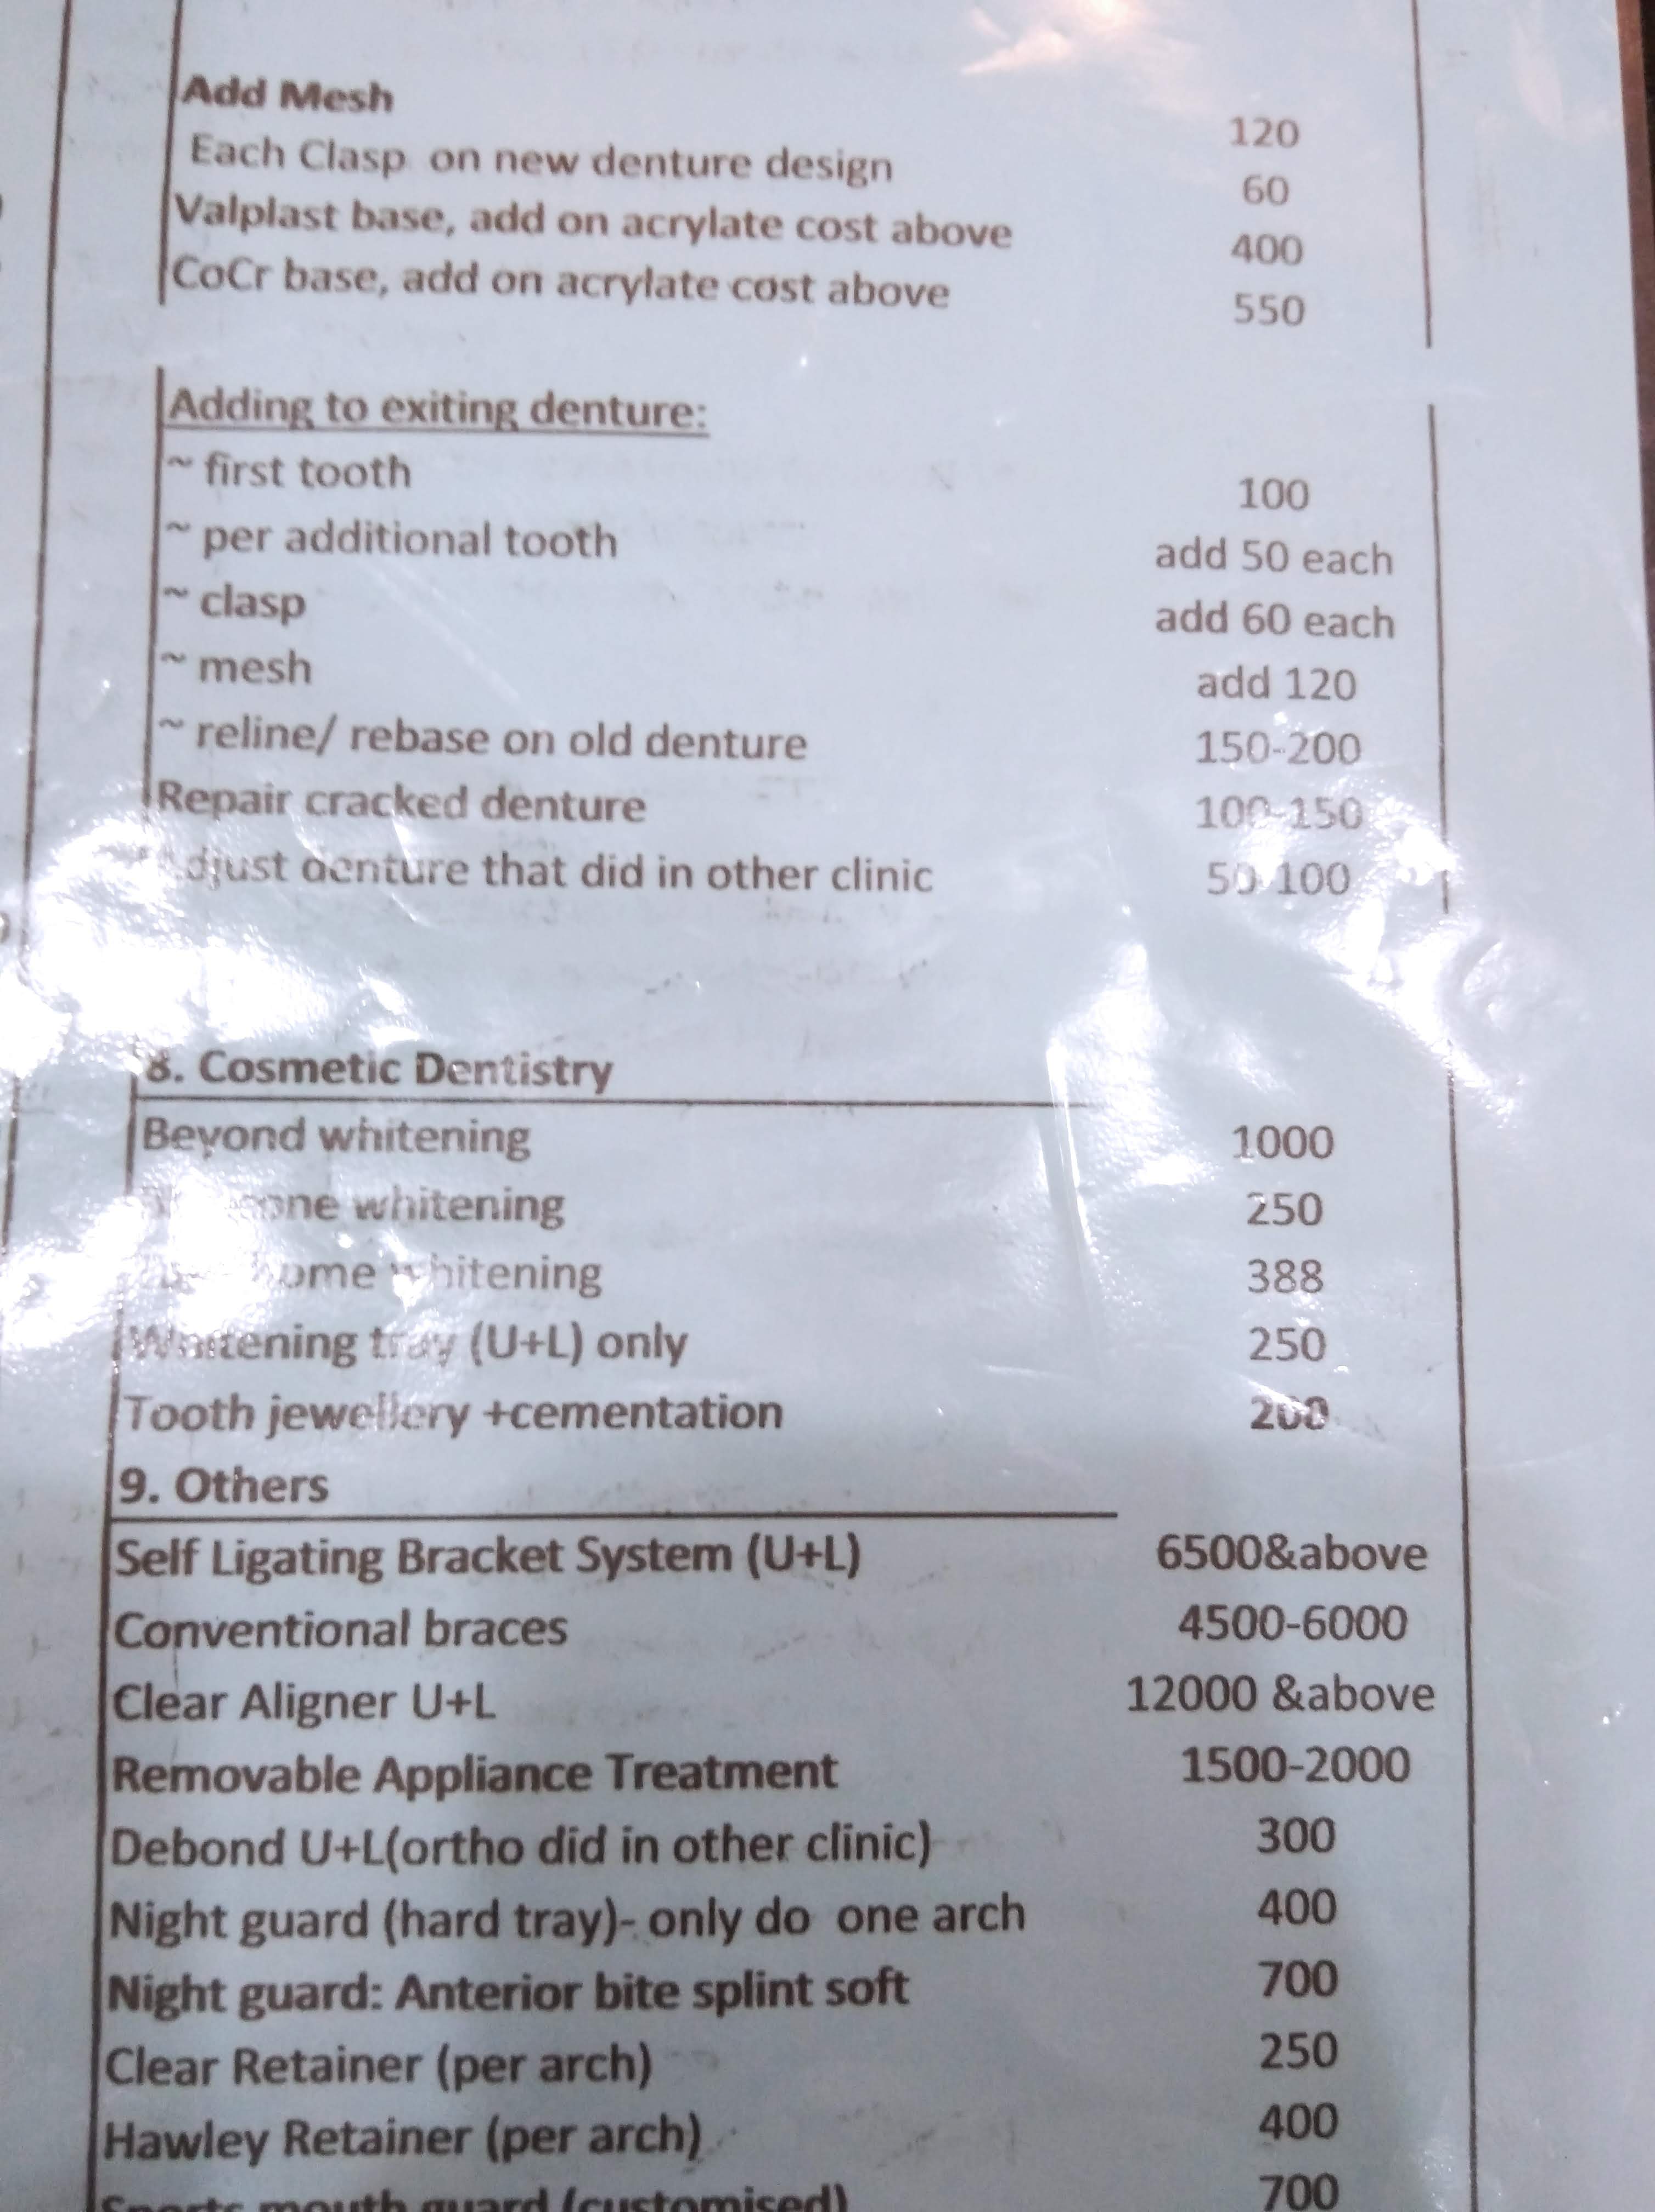 Add Mesh 120
Each Clasp on new denture design 60
Valplast base, add on acrylate cost above 400
CoCr base, add on acrylate cost above 550
Adding to exiting denture:
~ first tooth 100
~ per additional tooth add 50 each
~ clasp add 60 each
~ mesh add 120
~ reline/ rebase on old denture 150-200
Repair cracked denture 100-150
denture that did in other clinic 50-100
8. Cosmetic Dentistry
Beyond whitening 1000
whitening 250
home whitening 388
Whitening tray (U+L) only 250
Tooth jewellery +cementation 200
9. Others
Self Ligating Bracket System (U+L) 6500&above
Conventional braces 4500-6000
Clear Aligner U+L 12000 &above
Removable Appliance Treatment 1500-2000
Debond U+L(ortho did in other clinic) 300
Night guard (hard tray)- only do one arch 400
Night guard: Anterior bite splint soft 700
Clear Retainer (per arch) 250
Hawley Retainer (per arch) 400
Sports mouth guard (customised) 700